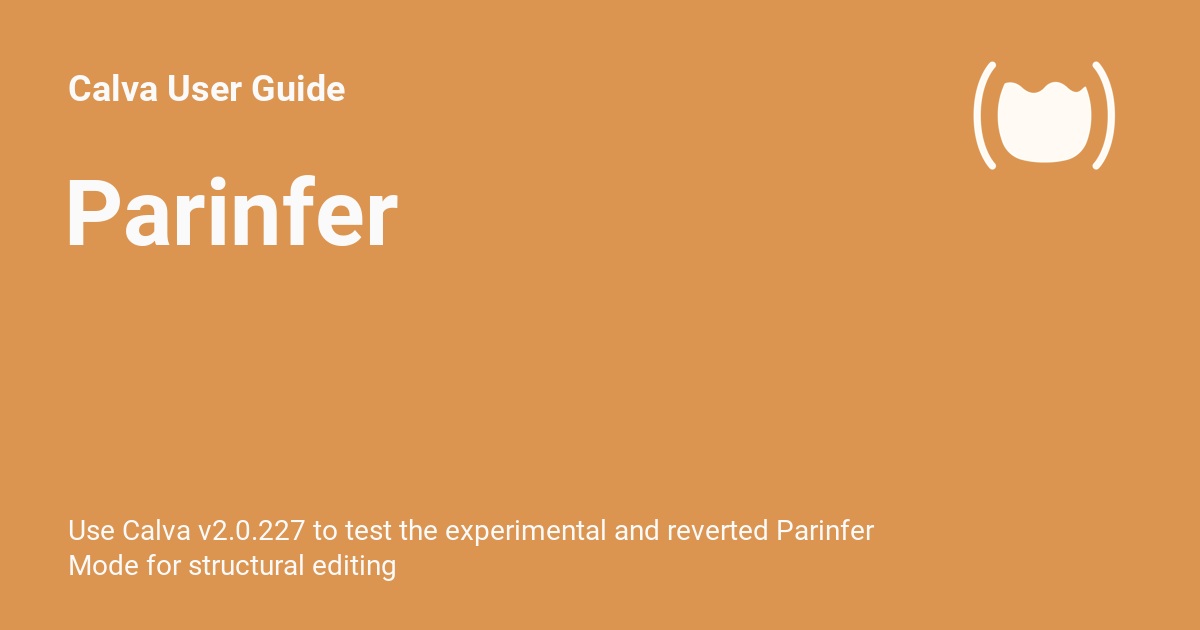 Calva User Guide
Parinfer
Use Calva v2.0.227 to test the experimental and reverted Parinfer
Mode for structural editing